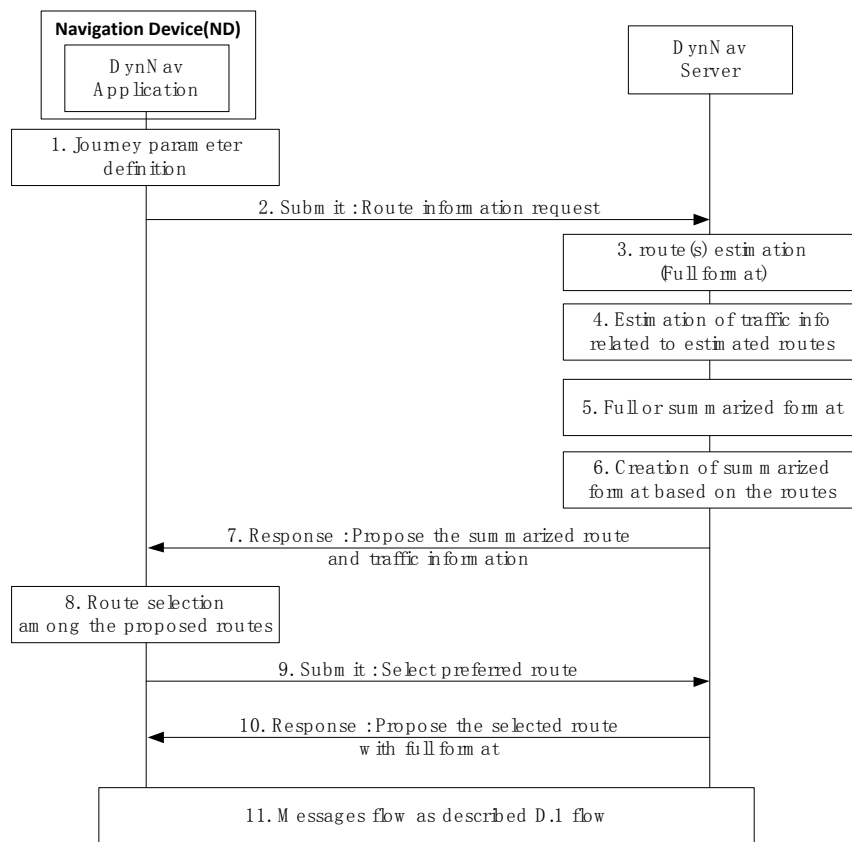 Navigation Device(ND)
DynNav
Application
DynNav
Server
1. Journey parameter
definition
2. Submit : Route information request
3. route(s) estimation
(Full format)
4. Estimation of traffic info
related to estimated routes
5. Full or summarized format
6. Creation of summarized
format based on the routes
7. Response : Propose the summarized route
and traffic information
8. Route selection
among the proposed routes
9. Submit : Select preferred route
10. Response : Propose the selected route
with full format
11. Messages flow as described D.1 flow